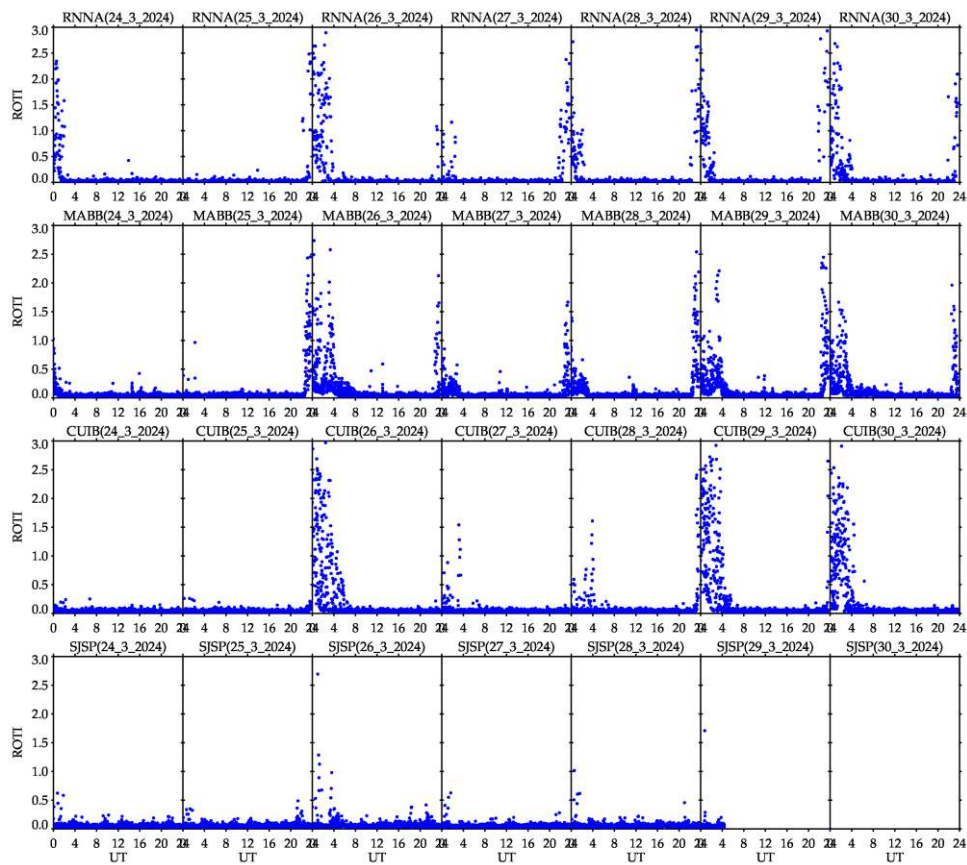 RNNA(24_3_2024) RNNA(25_3_2024) RNNA(26_3_2024) RNNA(27_3_2024) RNNA(28_3_2024) RNNA(29_3_2024) RNNA(30_3_2024)
3.0
2.5
2.0
ROTI
1.5
1.0
0.5
0.0
0 4 8 12 16 20 24 4 8 12 16 20 24 4 8 12 16 20 24 4 8 12 16 20 24 4 8 12 16 20 24 4 8 12 16 20 24 4 8 12 16 20 24
MABB(24_3_2024) MABB(25_3_2024) MABB(26_3_2024) MABB(27_3_2024) MABB(28_3_2024) MABB(29_3_2024) MABB(30_3_2024)
3.0
2.5
2.0
ROTI
1.5
1.0
0.5
0.0
0 4 8 12 16 20 24 4 8 12 16 20 24 4 8 12 16 20 24 4 8 12 16 20 24 4 8 12 16 20 24 4 8 12 16 20 24 4 8 12 16 20 24
CUIB(24_3_2024) CUIB(25_3_2024) CUIB(26_3_2024) CUIB(27_3_2024) CUIB(28_3_2024) CUIB(29_3_2024) CUIB(30_3_2024)
3.0
2.5
2.0
ROTI
1.5
1.0
0.5
0.0
0 4 8 12 16 20 24 4 8 12 16 20 24 4 8 12 16 20 24 4 8 12 16 20 24 4 8 12 16 20 24 4 8 12 16 20 24 4 8 12 16 20 24
SJSP(24_3_2024) SJSP(25_3_2024) SJSP(26_3_2024) SJSP(27_3_2024) SJSP(28_3_2024) SJSP(29_3_2024) SJSP(30_3_2024)
3.0
2.5
2.0
ROTI
1.5
1.0
0.5
0.0
0 4 8 12 16 20 24 4 8 12 16 20 24 4 8 12 16 20 24 4 8 12 16 20 24 4 8 12 16 20 24 4 8 12 16 20 24 4 8 12 16 20 24
UT UT UT UT UT UT UT